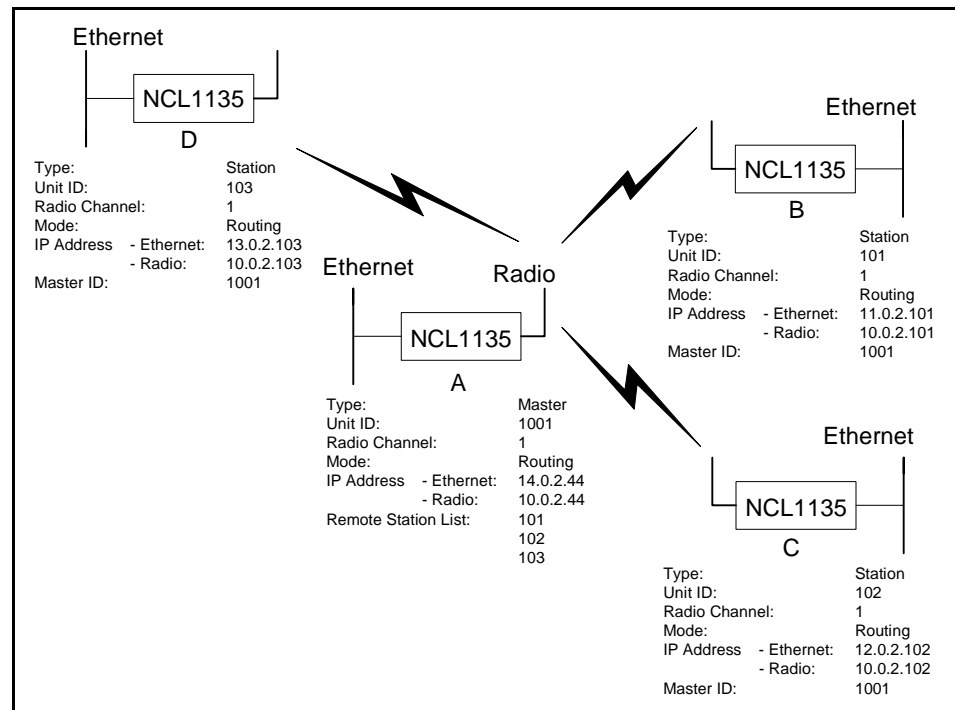 Ethernet
NCL1135
D
Type: Station
Unit ID: 103
Radio Channel: 1
Mode: Routing
IP Address - Ethernet: 13.0.2.103
- Radio: 10.0.2.103
Master ID: 1001
Ethernet
NCL1135
B
Type: Station
Unit ID: 101
Radio Channel: 1
Mode: Routing
IP Address - Ethernet: 11.0.2.101
- Radio: 10.0.2.101
Master ID: 1001
Ethernet
Radio
NCL1135
A
Type: Master
Unit ID: 1001
Radio Channel: 1
Mode: Routing
IP Address - Ethernet: 14.0.2.44
- Radio: 10.0.2.44
Remote Station List: 101
102
103
Ethernet
NCL1135
C
Type: Station
Unit ID: 102
Radio Channel: 1
Mode: Routing
IP Address - Ethernet: 12.0.2.102
- Radio: 10.0.2.102
Master ID: 1001